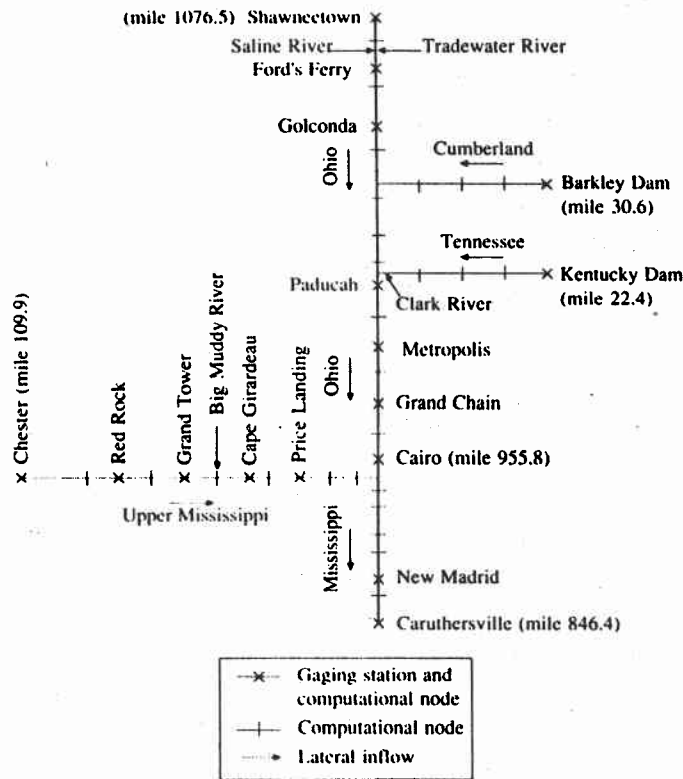 (mile 1076.5) Shawneetown
Saline River
Tradewater River
Ford's Ferry
Golconda
Ohio
Cumberland
Barkley Dam
(mile 30.6)
Tennessee
Kentucky Dam
(mile 22.4)
Paducah
Clark River
Metropolis
Ohio
Grand Chain
Cairo (mile 955.8)
Chester (mile 109.9)
Red Rock
Grand Tower
Big Muddy River
Cape Girardeau
Price Landing
Upper Mississippi
Mississippi
New Madrid
Caruthersville (mile 846.4)
Gaging station and
computational node
Computational node
Lateral inflow